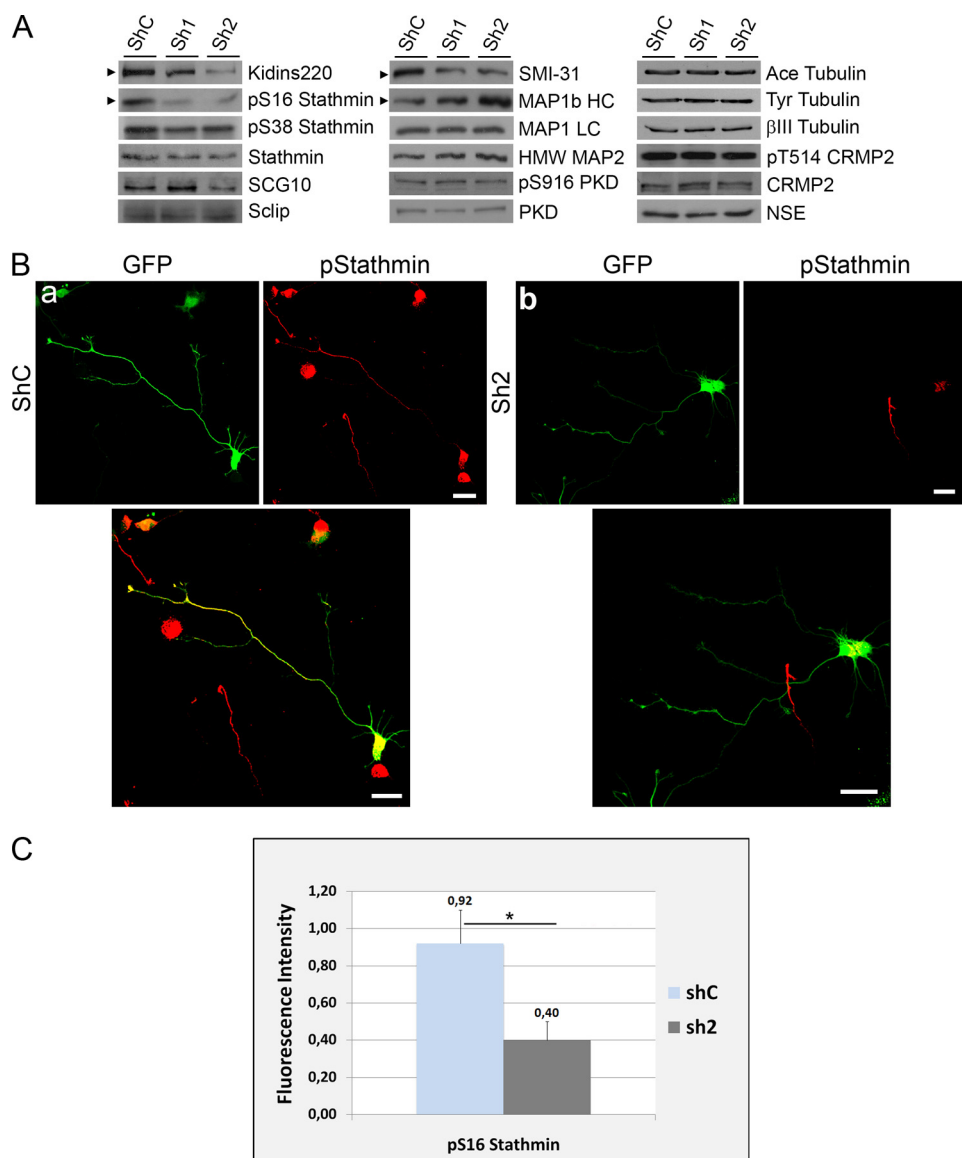 A
ShC Sh1 Sh2
Kidins220
pS16 Stathmin
pS38 Stathmin
Stathmin
SCG10
Sclip
ShC Sh1 Sh2
SMI-31
MAP1b HC
MAP1 LC
HMW MAP2
pS916 PKD
PKD
ShC Sh1 Sh2
Ace Tubulin
Tyr Tubulin
βIII Tubulin
pT514 CRMP2
CRMP2
NSE
B
GFP pStathmin
a
ShC
GFP pStathmin
b
Sh2
C
Fluorescence Intensity
1,20
1,00
0,80
0,60
0,40
0,20
0,00
0,92
*
0,40
shC
sh2
pS16 Stathmin